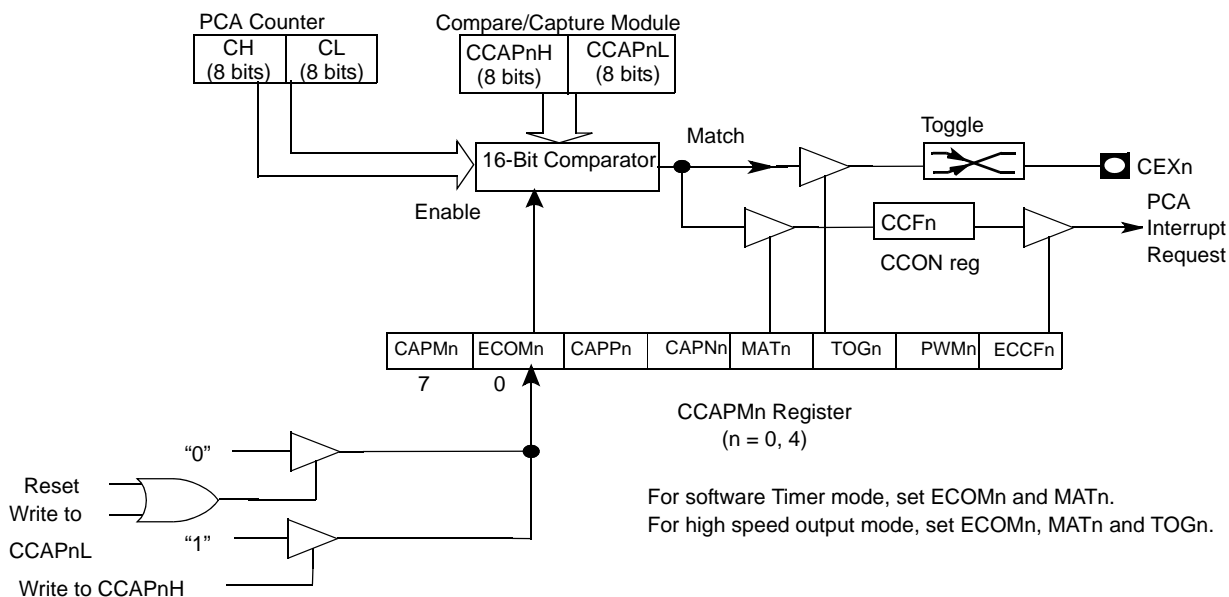 PCA Counter
CH
(8 bits)
CL
(8 bits)
Compare/Capture Module
CCAPnH
(8 bits)
CCAPnL
(8 bits)
16-Bit Comparator
Match
Toggle
CEXn
Enable
CCFn
CCON reg
PCA
Interrupt
Request
CAPMn ECOMn CAPPn CAPNn MATn TOGn PWMn ECCFn
7 0
CCAPMn Register
(n = 0, 4)
“0”
Reset
Write to
CCAPnL
“1”
Write to CCAPnH
For software Timer mode, set ECOMn and MATn.
For high speed output mode, set ECOMn, MATn and TOGn.